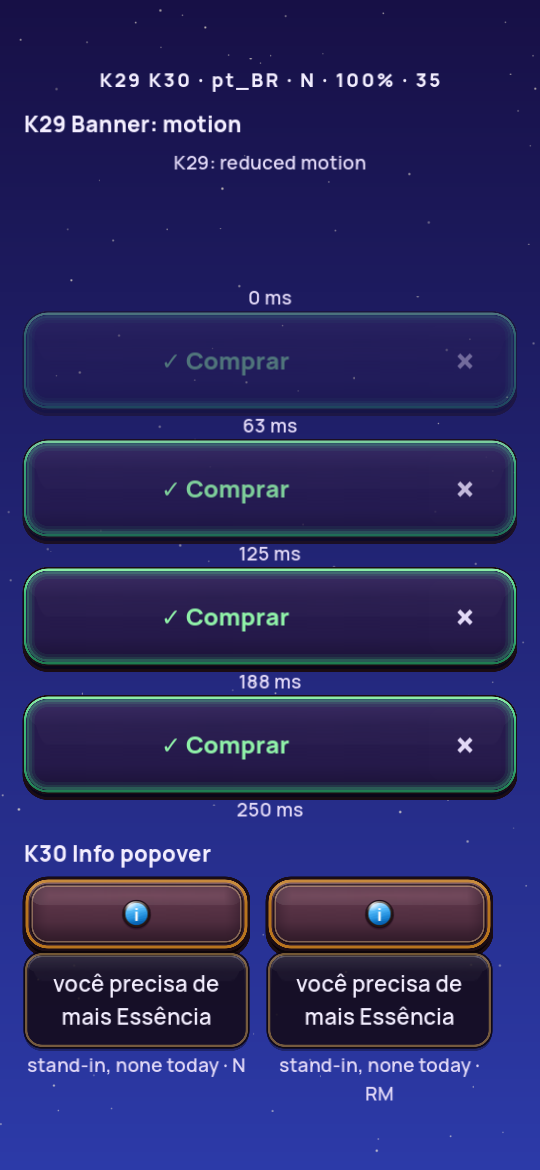 K29 K30 · pt_BR · N · 100% · 35
K29 Banner: motion
K29: reduced motion
0 ms
✓ Comprar ×
63 ms
✓ Comprar ×
125 ms
✓ Comprar ×
188 ms
✓ Comprar ×
250 ms
K30 Info popover
i i
você precisa de você precisa de
mais Essência mais Essência
stand-in, none today · N stand-in, none today ·
RM